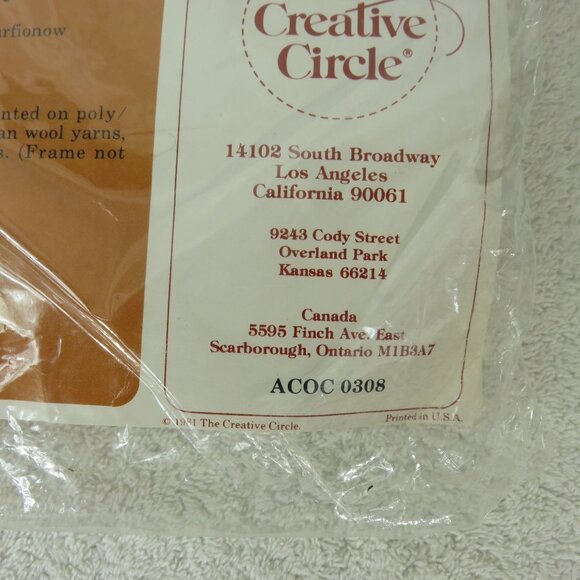 arfionow
nted on poly/
an wool yarns,
s. (Frame not
Creative
Circle®
14102 South Broadway
Los Angeles
California 90061
9243 Cody Street
Overland Park
Kansas 66214
Canada
5595 Finch Ave. East
Scarborough, Ontario M1B3A7
ACOC 0308
© 1981 The Creative Circle.
Printed in U.S.A.